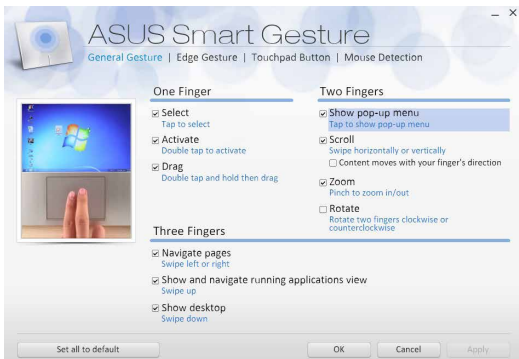 ASUS Smart Gesture
General Gesture | Edge Gesture | Touchpad Button | Mouse Detection
One Finger
Select
Tap to select
Activate
Double tap to activate
Drag
Double tap and hold then drag
Two Fingers
Show pop-up menu
Tap to show pop-up menu
Scroll
Swipe horizontally or vertically
Content moves with your finger's direction
Zoom
Pinch to zoom in/out
Rotate
Rotate two fingers clockwise or
counterclockwise
Three Fingers
Navigate pages
Swipe left or right
Show and navigate running applications view
Swipe up
Show desktop
Swipe down
Set all to default
OK
Cancel
Apply